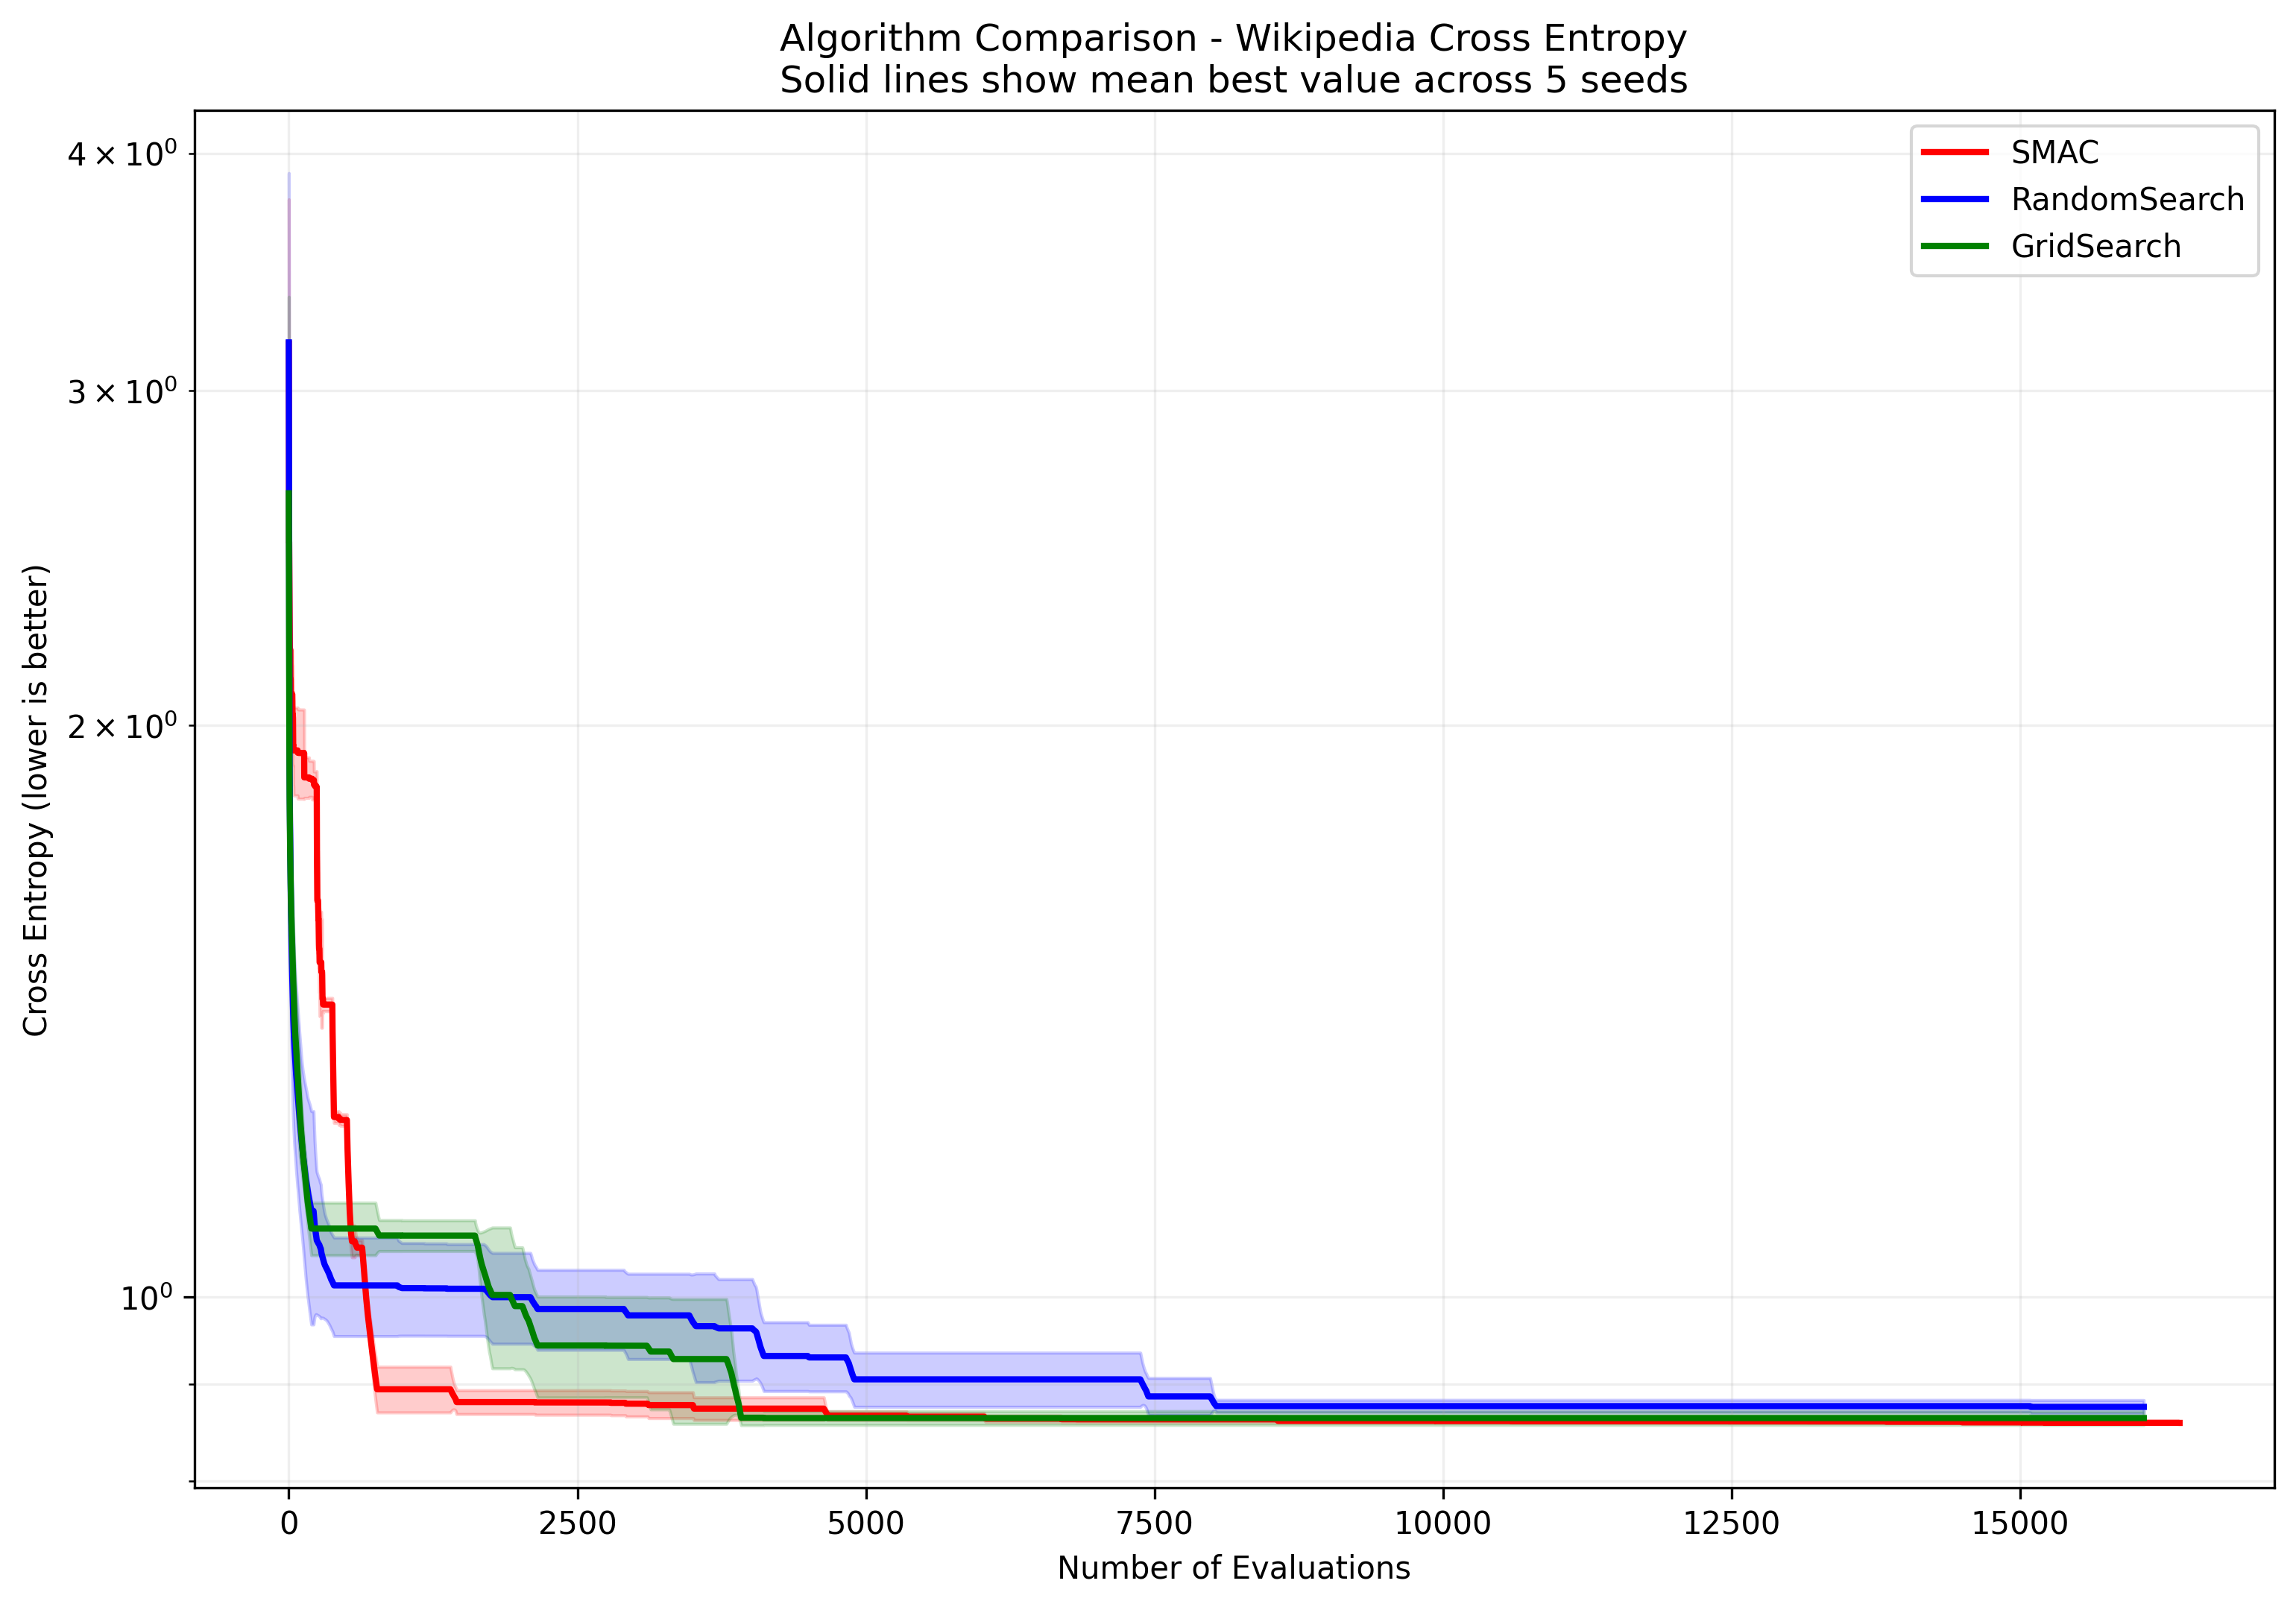 Algorithm Comparison - Wikipedia Cross Entropy
Solid lines show mean best value across 5 seeds
SMAC
RandomSearch
GridSearch
4 × 10⁰
3 × 10⁰
2 × 10⁰
10⁰
Cross Entropy (lower is better)
0 2500 5000 7500 10000 12500 15000
Number of Evaluations